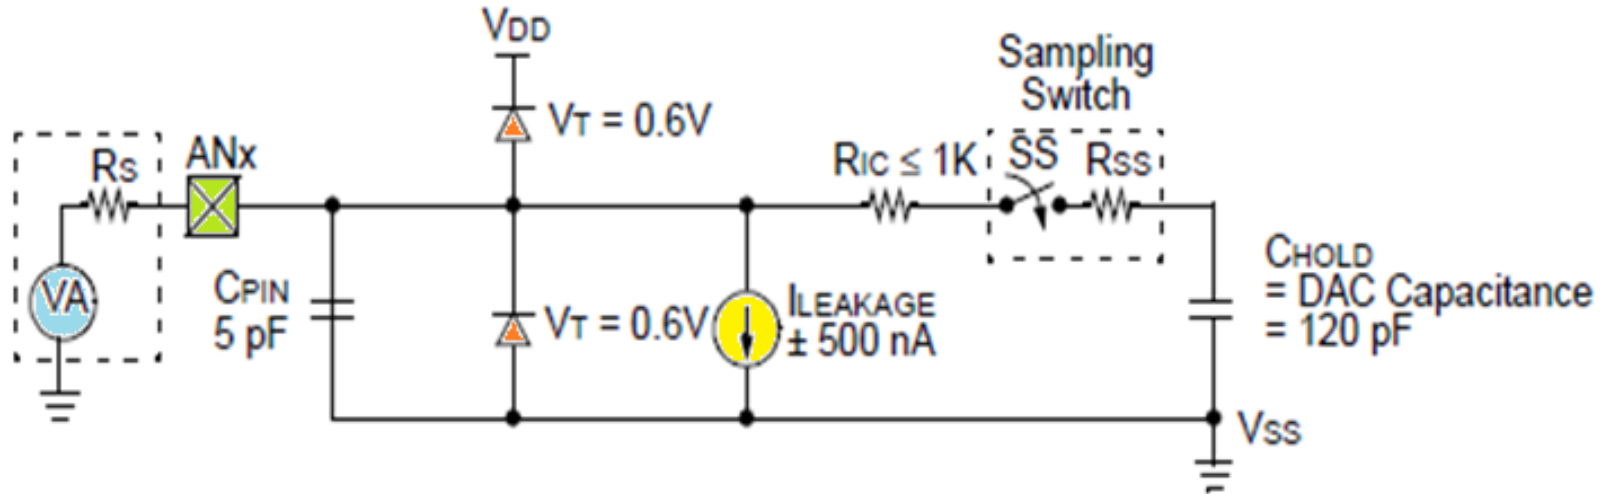 VDD
Sampling
Switch
VT = 0.6V
RS
ANx
RIC ≤ 1K
SS
RSS
VA
CPIN
5 pF
VT = 0.6V
ILEAKAGE
± 500 nA
CHOLD
= DAC Capacitance
= 120 pF
VSS